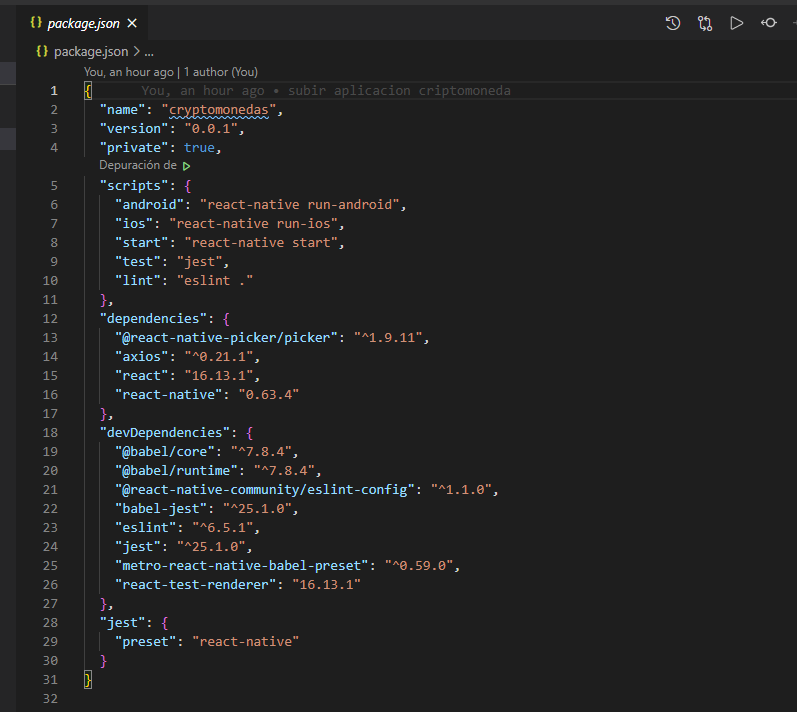 {} package.json ×
{} package.json > ...
You, an hour ago | 1 author (You)
1 { You, an hour ago • subir aplicacion criptomoneda
2 "name": "cryptomonedas",
3 "version": "0.0.1",
4 "private": true,
Depuración de
5 "scripts": {
6 "android": "react-native run-android",
7 "ios": "react-native run-ios",
8 "start": "react-native start",
9 "test": "jest",
10 "lint": "eslint ."
11 },
12 "dependencies": {
13 "@react-native-picker/picker": "^1.9.11",
14 "axios": "^0.21.1",
15 "react": "16.13.1",
16 "react-native": "0.63.4"
17 },
18 "devDependencies": {
19 "@babel/core": "^7.8.4",
20 "@babel/runtime": "^7.8.4",
21 "@react-native-community/eslint-config": "^1.1.0",
22 "babel-jest": "^25.1.0",
23 "eslint": "^6.5.1",
24 "jest": "^25.1.0",
25 "metro-react-native-babel-preset": "^0.59.0",
26 "react-test-renderer": "16.13.1"
27 },
28 "jest": {
29 "preset": "react-native"
30 }
31 }
32